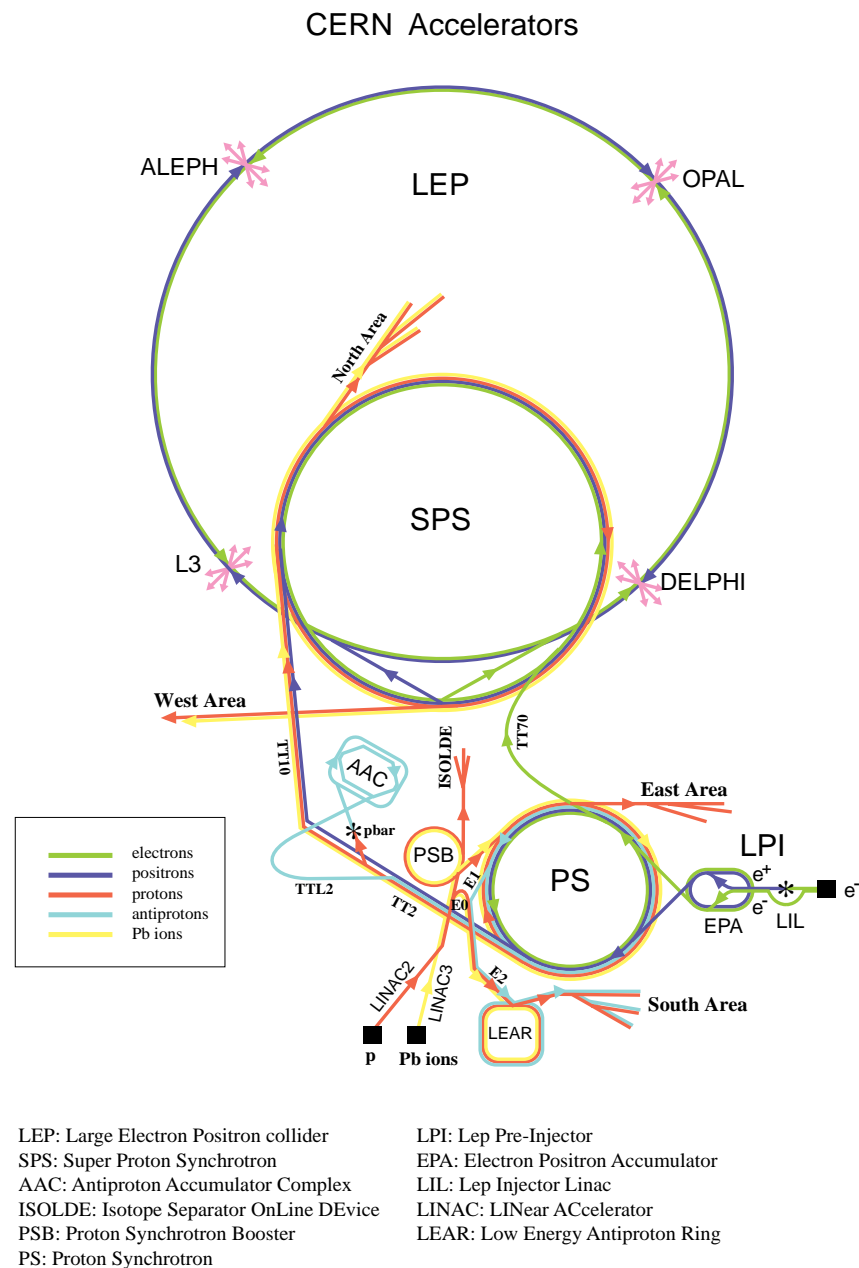 CERN Accelerators
ALEPH
OPAL
LEP
North Area
SPS
L3
DELPHI
West Area
TT10
ISOLDE
TT70
AAC
East Area
*pbar
PSB
LPI
electrons
positrons
protons
antiprotons
Pb ions
PS
E1
e+
e-
e-
EPA
LIL
TTL2
TT2
E0
E2
LINAC2
LINAC3
South Area
LEAR
p
Pb ions
LEP: Large Electron Positron collider
SPS: Super Proton Synchrotron
AAC: Antiproton Accumulator Complex
ISOLDE: Isotope Separator OnLine DEvice
PSB: Proton Synchrotron Booster
PS: Proton Synchrotron
LPI: Lep Pre-Injector
EPA: Electron Positron Accumulator
LIL: Lep Injector Linac
LINAC: LINear ACcelerator
LEAR: Low Energy Antiproton Ring